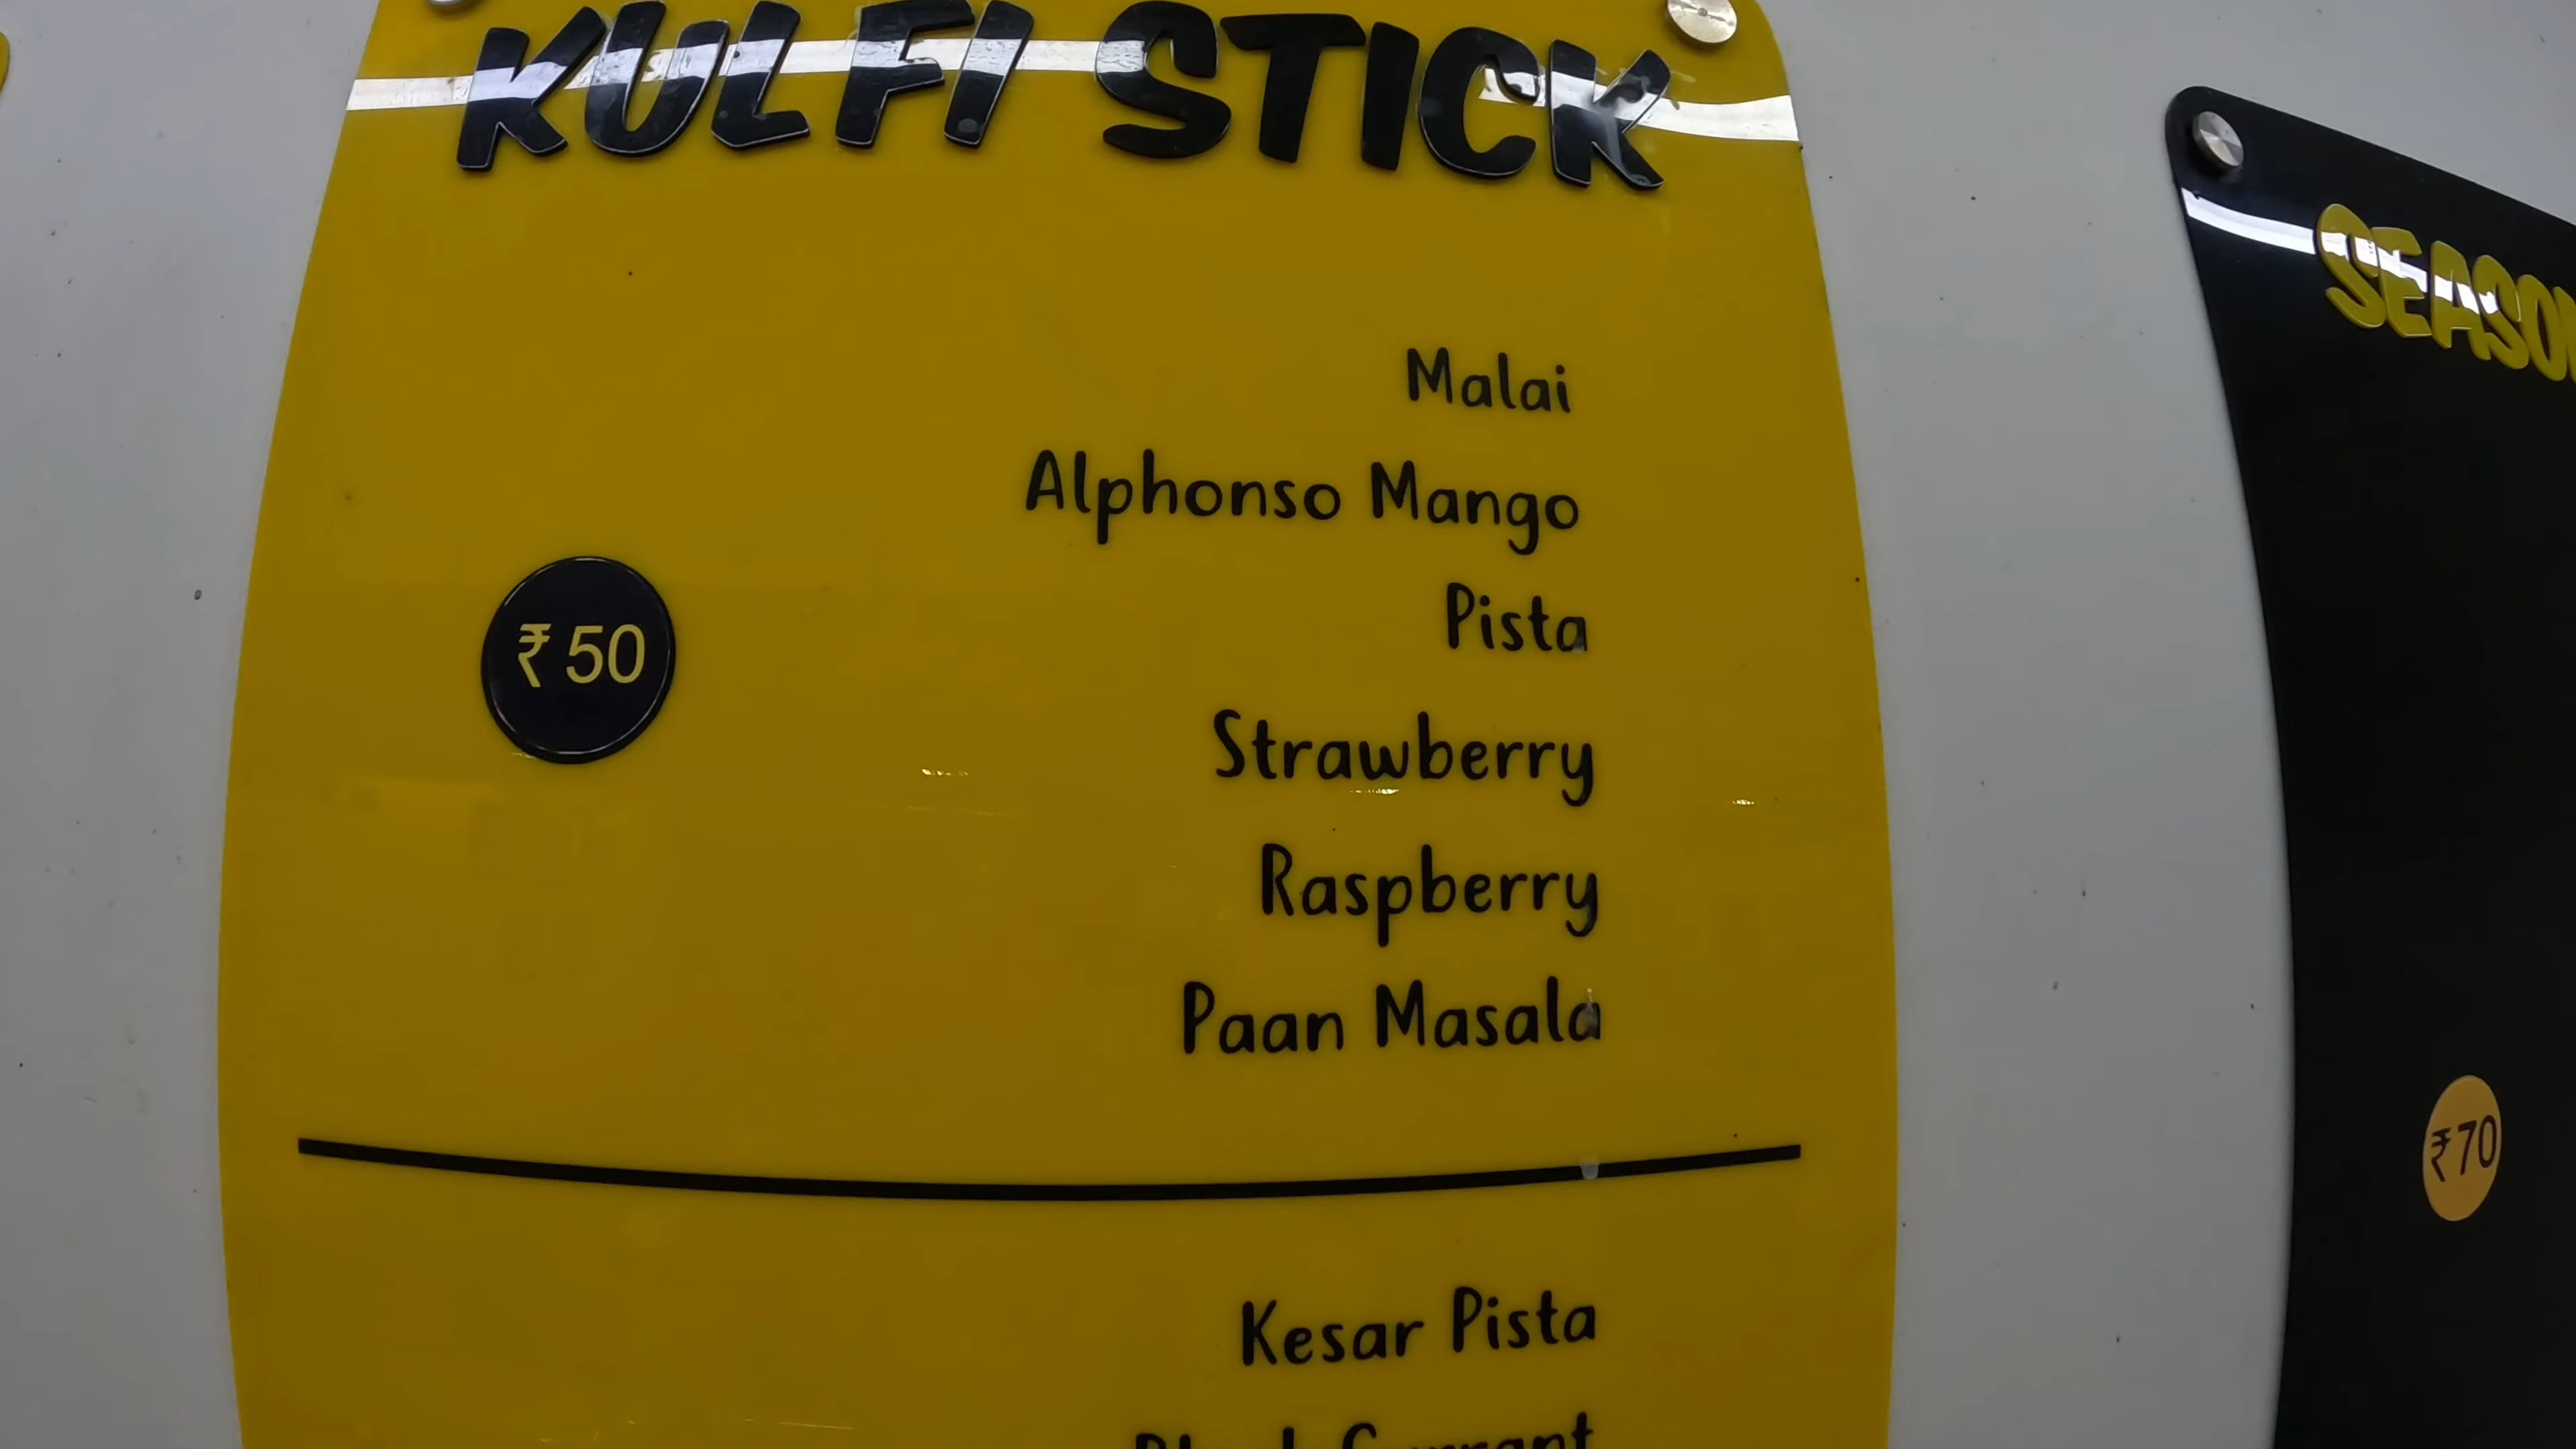 KULFI STICK
Malai
Alphonso Mango
Pista
₹ 50
Strawberry
Raspberry
Paan Masala
Kesar Pista
₹ 70